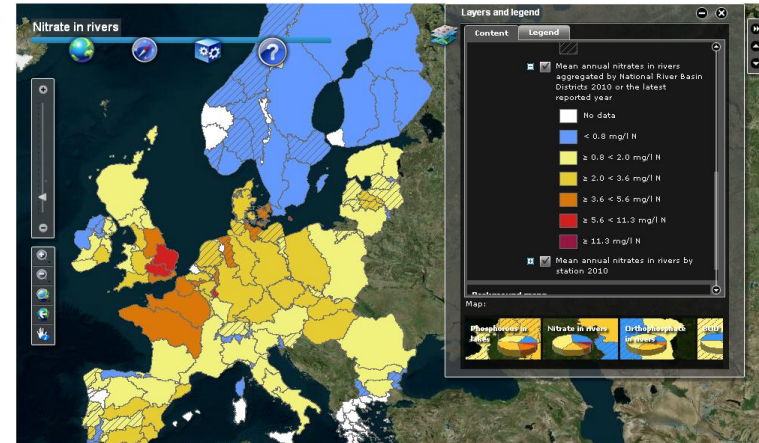 Nitrate in rivers
Layers and legend
Content
Legend
Mean annual nitrates in rivers
aggregated by National River Basin
Districts 2010 or the latest
reported year
No data
< 0.8 mg/l N
≥ 0.8 < 2.0 mg/l N
≥ 2.0 < 3.6 mg/l N
≥ 3.6 < 5.6 mg/l N
≥ 5.6 < 11.3 mg/l N
≥ 11.3 mg/l N
Mean annual nitrates in rivers by
station 2010
Background maps
Map:
Phosphorous in
lakes
Nitrate in rivers
Orthophosphate
in rivers
BOD